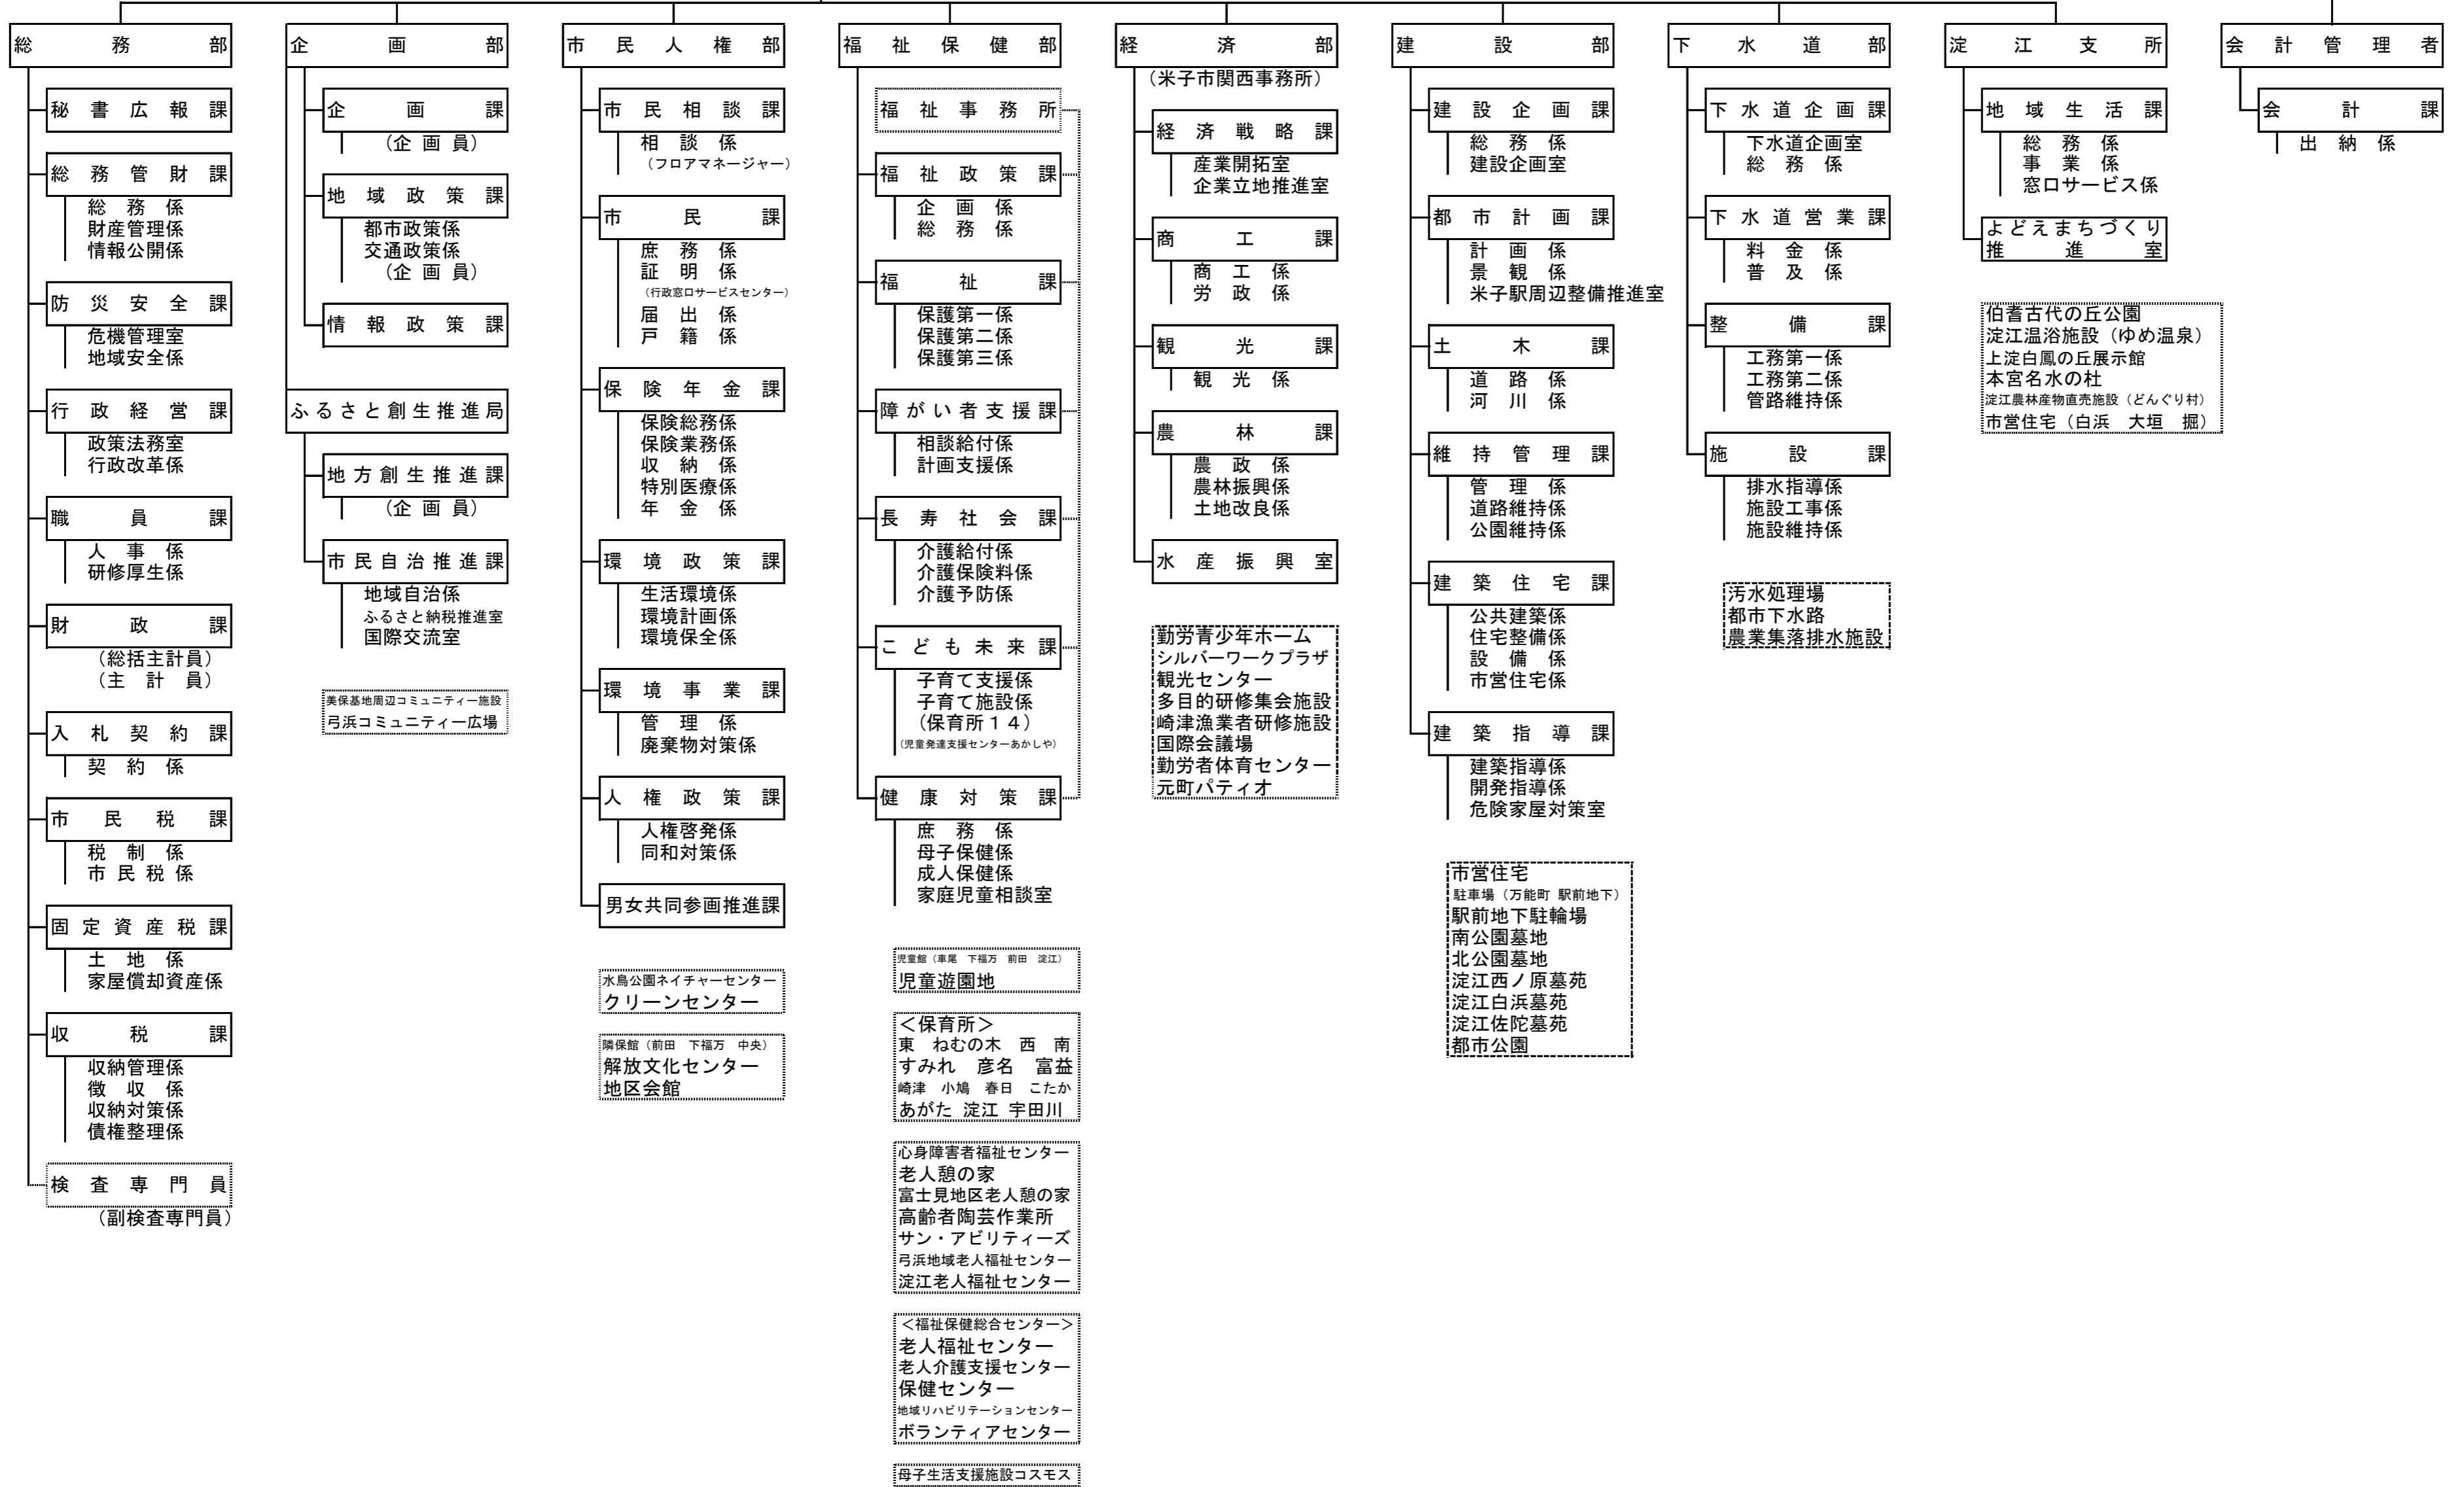 総務部
秘書広報課
総務管財課
総務係
財産管理係
情報公開係
防災安全課
危機管理室
地域安全係
行政経営課
政策法務室
行政改革係
職員課
人事係
研修厚生係
財政課
（総括主計員）
（主計員）
入札契約課
契約係
市民税課
税制係
市民税係
固定資産税課
土地係
家屋償却資産係
収税課
収納管理係
徴収係
収納対策係
債権整理係
検査専門員
（副検査専門員）
企画部
企画課
（企画員）
地域政策課
都市政策係
交通政策係
（企画員）
情報政策課
ふるさと創生推進局
地方創生推進課
（企画員）
市民自治推進課
地域自治係
ふるさと納税推進室
国際交流室
美保基地周辺コミュニティー施設
弓浜コミュニティー広場
市民人権部
市民相談課
相談係
（フロアマネージャー）
市民課
庶務係
証明係
（行政窓口サービスセンター）
届出係
戸籍係
保険年金課
保険総務係
保険業務係
収納係
特別医療係
年金係
環境政策課
生活環境係
環境計画係
環境保全係
環境事業課
管理係
廃棄物対策係
人権政策課
人権啓発係
同和対策係
男女共同参画推進課
水鳥公園ネイチャーセンター
クリーンセンター
隣保館（前田　下福万　中央）
解放文化センター
地区会館
福祉保健部
福祉事務所
福祉政策課
企画係
総務係
福祉課
保護第一係
保護第二係
保護第三係
障がい者支援課
相談給付係
計画支援係
長寿社会課
介護給付係
介護保険料係
介護予防係
こども未来課
子育て支援係
子育て施設係
（保育所１４）
（児童発達支援センターあかしや）
健康対策課
庶務係
母子保健係
成人保健係
家庭児童相談室
児童館（車尾　下福万　前田　淀江）
児童遊園地
＜保育所＞
東　ねむの木　西　南
すみれ　彦名　富益
崎津　小鳩　春日　こたか
あがた　淀江　宇田川
心身障害者福祉センター
老人憩の家
富士見地区老人憩の家
高齢者陶芸作業所
サン・アビリティーズ
弓浜地域老人福祉センター
淀江老人福祉センター
＜福祉保健総合センター＞
老人福祉センター
老人介護支援センター
保健センター
地域リハビリテーションセンター
ボランティアセンター
母子生活支援施設コスモス
経済部
（米子市関西事務所）
経済戦略課
産業開拓室
企業立地推進室
商工課
商工係
労政係
観光課
観光係
農林課
農政係
農林振興係
土地改良係
水産振興室
勤労青少年ホーム
シルバーワークプラザ
観光センター
多目的研修集会施設
崎津漁業者研修施設
国際会議場
勤労者体育センター
元町パティオ
建設部
建設企画課
総務係
建設企画室
都市計画課
計画係
景観係
米子駅周辺整備推進室
土木課
道路係
河川係
維持管理課
管理係
道路維持係
公園維持係
建築住宅課
公共建築係
住宅整備係
設備係
市営住宅係
建築指導課
建築指導係
開発指導係
危険家屋対策室
市営住宅
駐車場（万能町　駅前地下）
駅前地下駐輪場
南公園墓地
北公園墓地
淀江西ノ原墓苑
淀江白浜墓苑
淀江佐陀墓苑
都市公園
下水道部
下水道企画課
下水道企画室
総務係
下水道営業課
料金係
普及係
整備課
工務第一係
工務第二係
管路維持係
施設課
排水指導係
施設工事係
施設維持係
汚水処理場
都市下水路
農業集落排水施設
淀江支所
地域生活課
総務係
事業係
窓口サービス係
よどえまちづくり
推進室
伯耆古代の丘公園
淀江温浴施設（ゆめ温泉）
上淀白鳳の丘展示館
本宮名水の杜
淀江農林産物直売施設（どんぐり村）
市営住宅（白浜　大垣　掘）
会計管理者
会計課
出納係